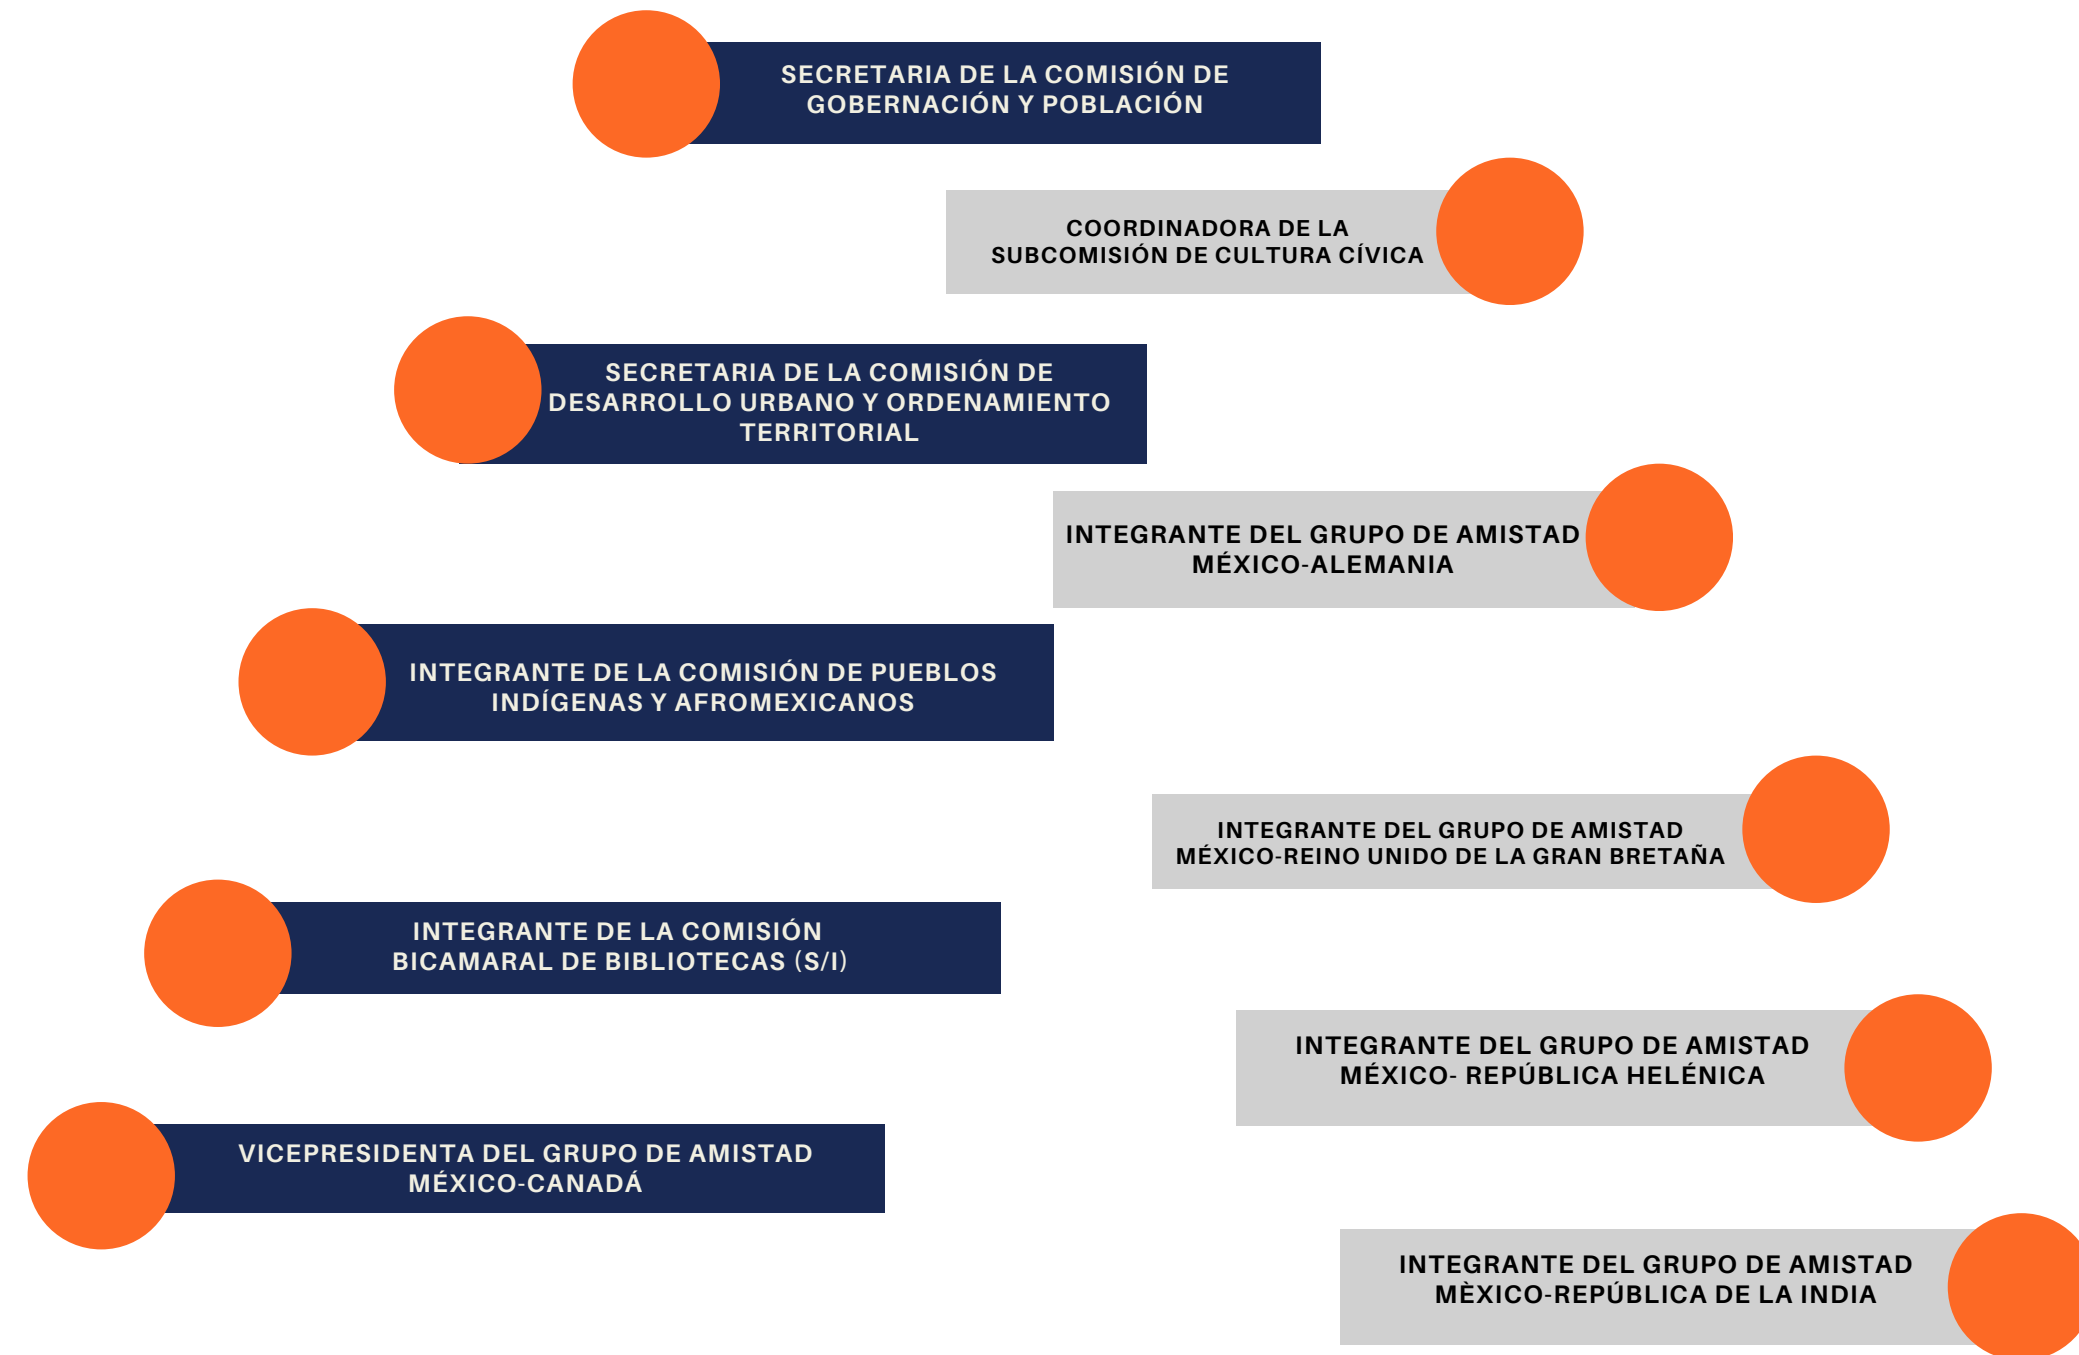 SECRETARIA DE LA COMISIÓN DE
GOBERNACIÓN Y POBLACIÓN
COORDINADORA DE LA
SUBCOMISIÓN DE CULTURA CÍVICA
SECRETARIA DE LA COMISIÓN DE
DESARROLLO URBANO Y ORDENAMIENTO
TERRITORIAL
INTEGRANTE DEL GRUPO DE AMISTAD
MÉXICO-ALEMANIA
INTEGRANTE DE LA COMISIÓN DE PUEBLOS
INDÍGENAS Y AFROMEXICANOS
INTEGRANTE DEL GRUPO DE AMISTAD
MÉXICO-REINO UNIDO DE LA GRAN BRETAÑA
INTEGRANTE DE LA COMISIÓN
BICAMARAL DE BIBLIOTECAS (S/I)
INTEGRANTE DEL GRUPO DE AMISTAD
MÉXICO- REPÚBLICA HELÉNICA
VICEPRESIDENTA DEL GRUPO DE AMISTAD
MÉXICO-CANADÁ
INTEGRANTE DEL GRUPO DE AMISTAD
MÈXICO-REPÚBLICA DE LA INDIA